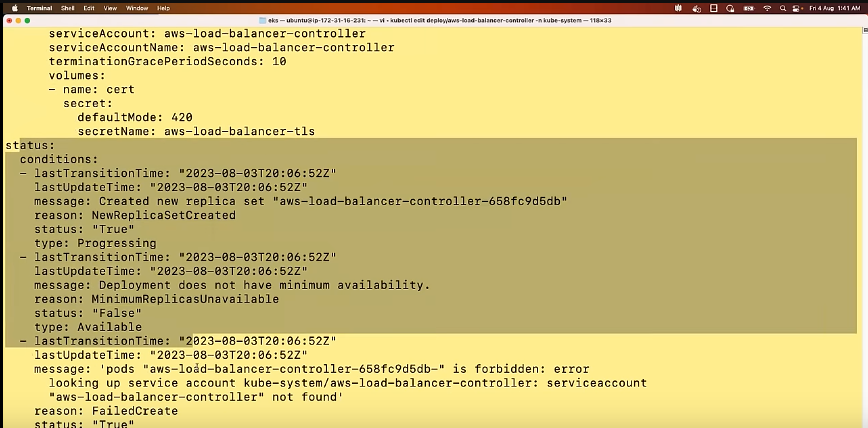 Terminal Shell Edit View Window Help
Fri 4 Aug 1:41 AM
eks — ubuntu@ip-172-31-16-231: ~ — vi • kubectl edit deploy/aws-load-balancer-controller -n kube-system — 118×33
serviceAccount: aws-load-balancer-controller
serviceAccountName: aws-load-balancer-controller
terminationGracePeriodSeconds: 10
volumes:
- name: cert
secret:
defaultMode: 420
secretName: aws-load-balancer-tls
status:
conditions:
- lastTransitionTime: "2023-08-03T20:06:52Z"
lastUpdateTime: "2023-08-03T20:06:52Z"
message: Created new replica set "aws-load-balancer-controller-658fc9d5db"
reason: NewReplicaSetCreated
status: "True"
type: Progressing
- lastTransitionTime: "2023-08-03T20:06:52Z"
lastUpdateTime: "2023-08-03T20:06:52Z"
message: Deployment does not have minimum availability.
reason: MinimumReplicasUnavailable
status: "False"
type: Available
- lastTransitionTime: "2023-08-03T20:06:52Z"
lastUpdateTime: "2023-08-03T20:06:52Z"
message: 'pods "aws-load-balancer-controller-658fc9d5db-" is forbidden: error
looking up service account kube-system/aws-load-balancer-controller: serviceaccount
"aws-load-balancer-controller" not found'
reason: FailedCreate
status: "True"